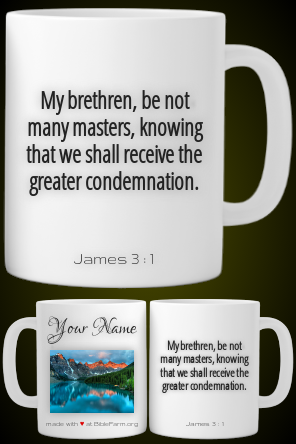 My brethren, be not
many masters, knowing
that we shall receive the
greater condemnation.
James 3:1
Your Name
made with ♥ at BibleFarm.org
My brethren, be not
many masters, knowing
that we shall receive the
greater condemnation.
James 3:1